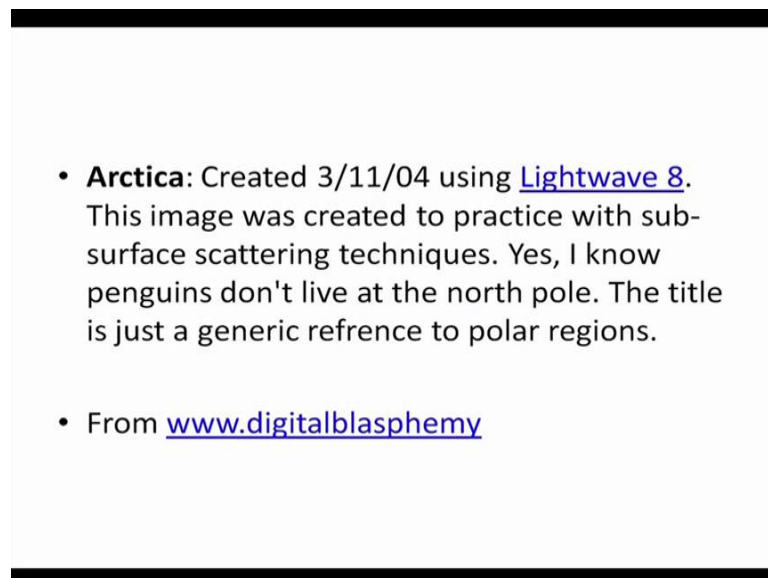 • Arctica: Created 3/11/04 using Lightwave 8.
This image was created to practice with sub-
surface scattering techniques. Yes, I know
penguins don't live at the north pole. The title
is just a generic refrence to polar regions.
• From www.digitalblasphemy